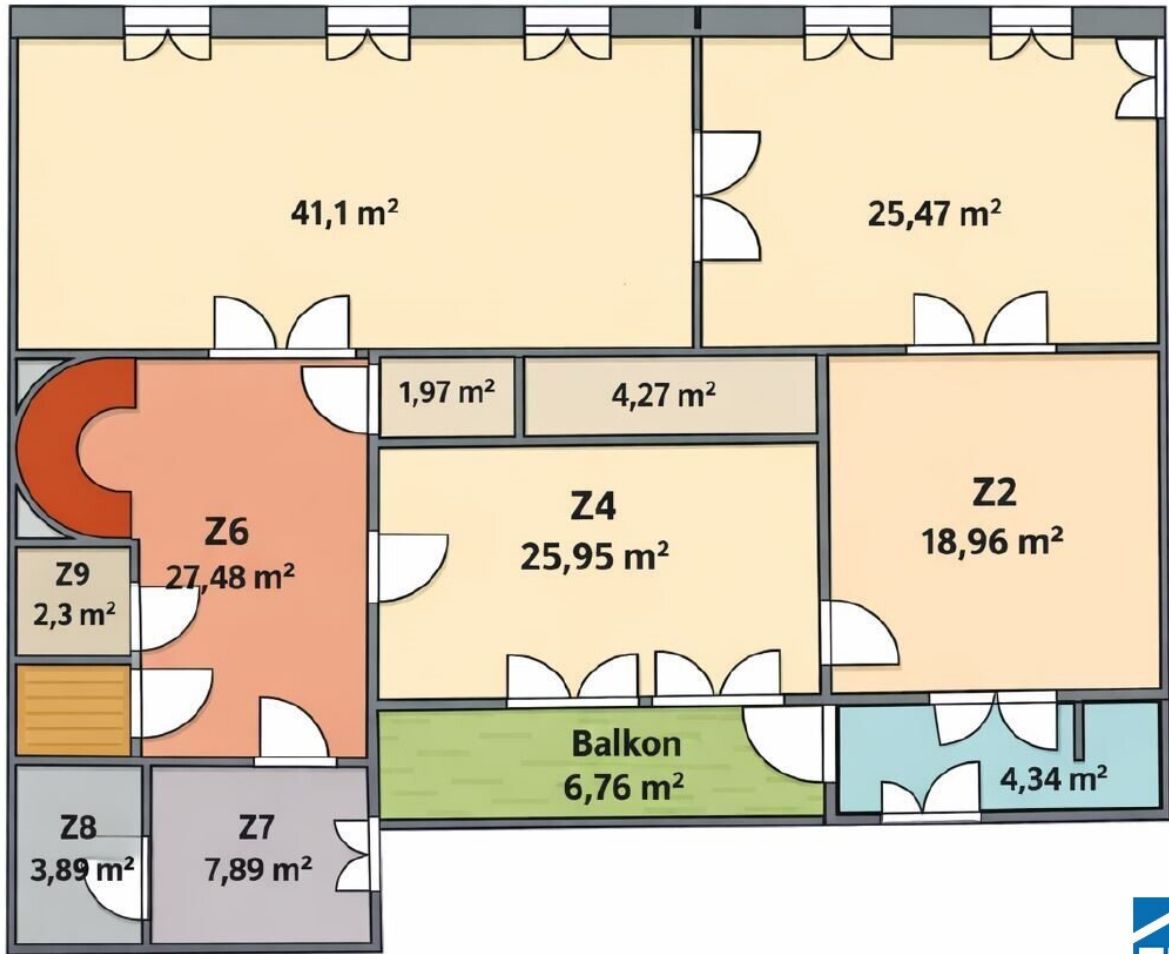 41,1 m²
25,47 m²
1,97 m²
4,27 m²
Z6
27,48 m²
Z4
25,95 m²
Z2
18,96 m²
Z9
2,3 m²
Balkon
6,76 m²
4,34 m²
Z8
3,89 m²
Z7
7,89 m²